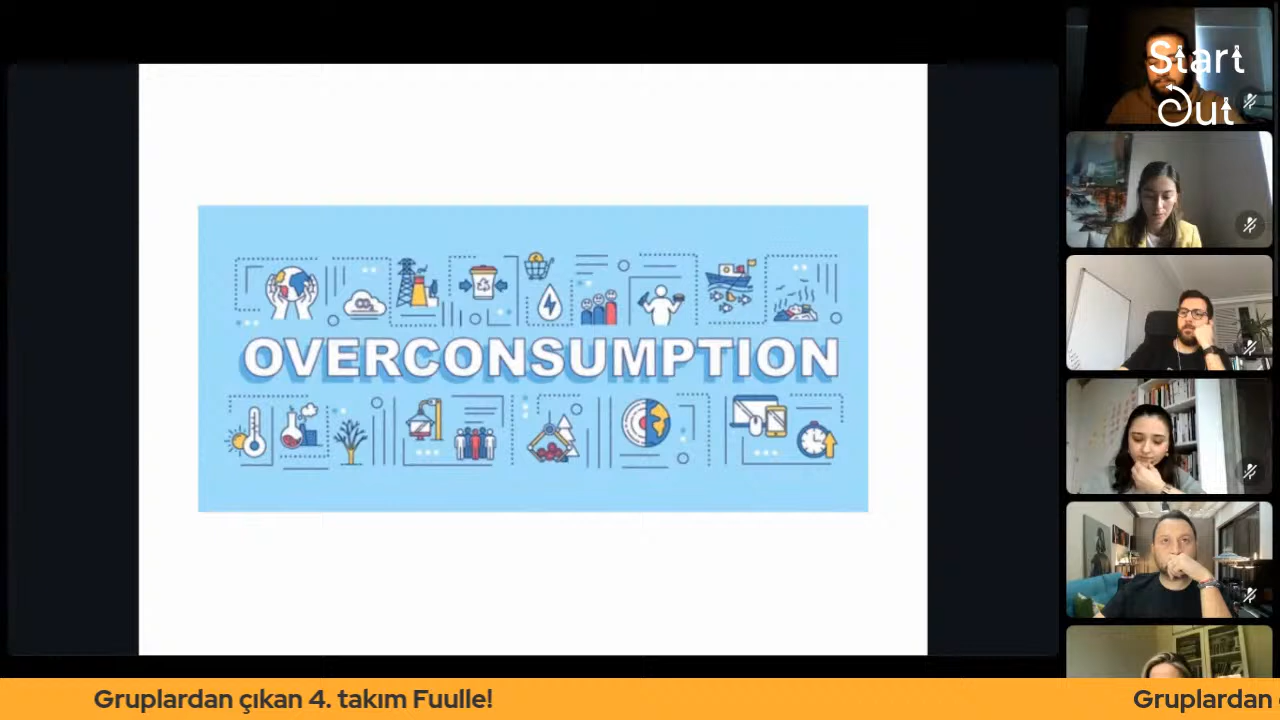 Start
Out
OVERCONSUMPTION
Gruplardan çıkan 4. takım Fuulle!
Gruplardan